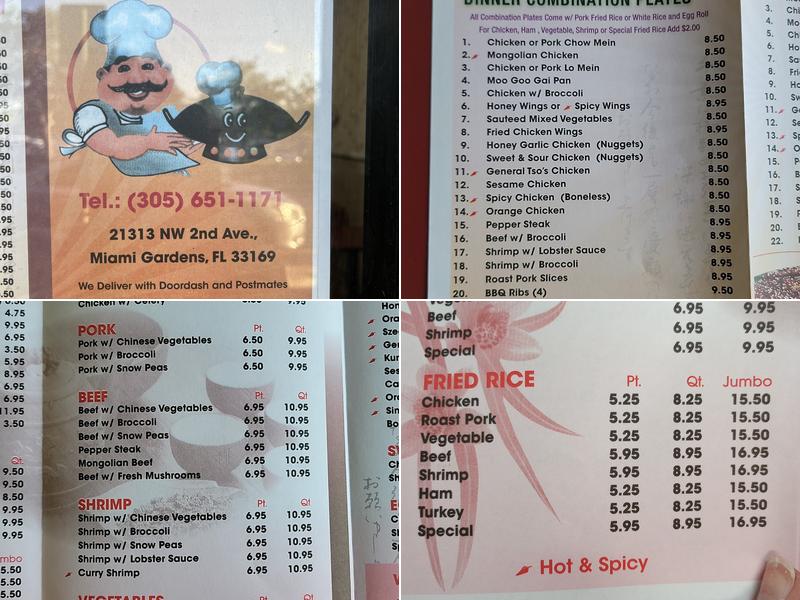 Tel.: (305) 651-1171
21313 NW 2nd Ave.,
Miami Gardens, FL 33169
We Deliver with Doordash and Postmates
DINNER COMBINATION PLATES
All Combination Plates Come w/ Pork Fried Rice or White Rice and Egg Roll
For Chicken, Ham, Vegetable, Shrimp or Special Fried Rice Add $2.00
1. Chicken or Pork Chow Mein 8.50
2. Mongolian Chicken 8.50
3. Chicken or Pork Lo Mein 8.50
4. Moo Goo Gai Pan 8.50
5. Chicken w/ Broccoli 8.50
6. Honey Wings or Spicy Wings 8.95
7. Sauteed Mixed Vegetables 8.50
8. Fried Chicken Wings 8.95
9. Honey Garlic Chicken (Nuggets) 8.50
10. Sweet & Sour Chicken (Nuggets) 8.50
11. General Tso's Chicken 8.50
12. Sesame Chicken 8.50
13. Spicy Chicken (Boneless) 8.50
14. Orange Chicken 8.50
15. Pepper Steak 8.95
16. Beef w/ Broccoli 8.95
17. Shrimp w/ Lobster Sauce 8.95
18. Shrimp w/ Broccoli 8.95
19. Roast Pork Slices 8.95
20. BBQ Ribs (4) 9.50
Chicken w/ Celery 6.50 9.95
PORK Pt. Qt.
Pork w/ Chinese Vegetables 6.50 9.95
Pork w/ Broccoli 6.50 9.95
Pork w/ Snow Peas 6.50 9.95
BEEF Pt. Qt.
Beef w/ Chinese Vegetables 6.95 10.95
Beef w/ Broccoli 6.95 10.95
Beef w/ Snow Peas 6.95 10.95
Pepper Steak 6.95 10.95
Mongolian Beef 6.95 10.95
Beef w/ Fresh Mushrooms 6.95 10.95
SHRIMP Pt. Qt.
Shrimp w/ Chinese Vegetables 6.95 10.95
Shrimp w/ Broccoli 6.95 10.95
Shrimp w/ Snow Peas 6.95 10.95
Shrimp w/ Lobster Sauce 6.95 10.95
Curry Shrimp 6.95 10.95
VEGETABLES Pt. Qt.
Beef 6.95 9.95
Shrimp 6.95 9.95
Special 6.95 9.95
FRIED RICE Pt. Qt. Jumbo
Chicken 5.25 8.25 15.50
Roast Pork 5.25 8.25 15.50
Vegetable 5.25 8.25 15.50
Beef 5.95 8.95 16.95
Shrimp 5.95 8.95 16.95
Ham 5.25 8.25 15.50
Turkey 5.25 8.25 15.50
Special 5.95 8.95 16.95
Hot & Spicy